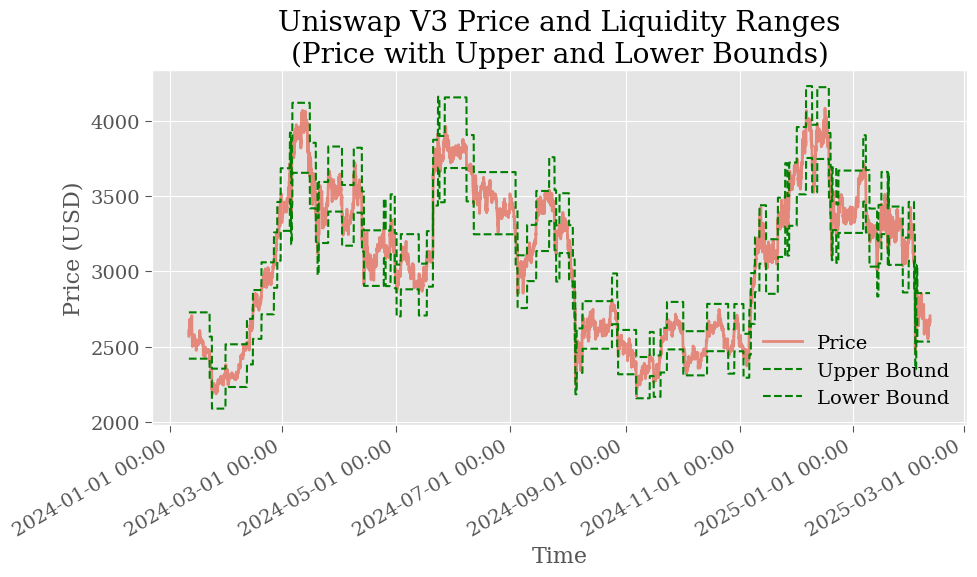 Uniswap V3 Price and Liquidity Ranges
(Price with Upper and Lower Bounds)
Price (USD)
4000
3500
3000
2500
2000
Price
Upper Bound
Lower Bound
2024-01-01 00:00
2024-03-01 00:00
2024-05-01 00:00
2024-07-01 00:00
2024-09-01 00:00
2024-11-01 00:00
2025-01-01 00:00
2025-03-01 00:00
Time